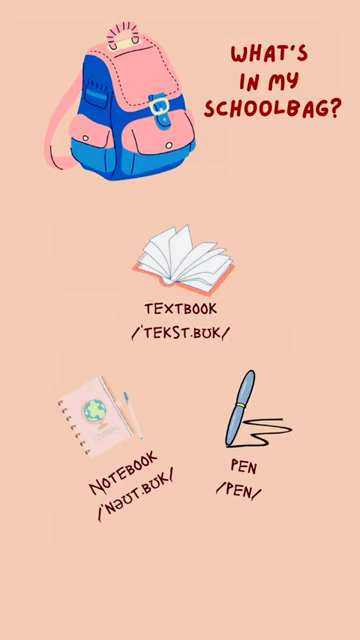 WHAT'S
IN MY
SCHOOLBAG?
TEXTBOOK
/ˈTEKST.BƱK/
NOTEBOOK
/ˈNƏƱT.BƱK/
PEN
/PEN/